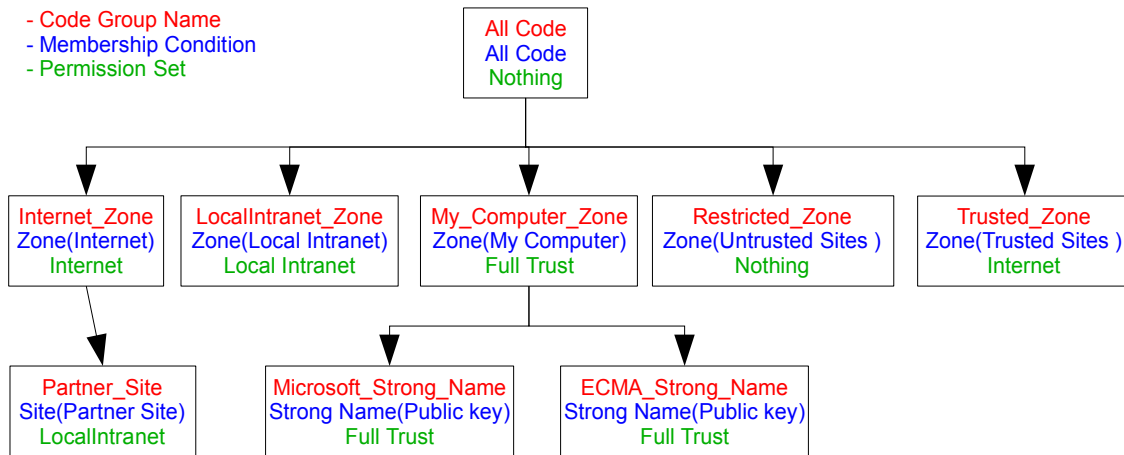 - Code Group Name
- Membership Condition
- Permission Set
All Code
All Code
Nothing
Internet_Zone
Zone(Internet)
Internet
LocalIntranet_Zone
Zone(Local Intranet)
Local Intranet
My_Computer_Zone
Zone(My Computer)
Full Trust
Restricted_Zone
Zone(Untrusted Sites )
Nothing
Trusted_Zone
Zone(Trusted Sites )
Internet
Partner_Site
Site(Partner Site)
LocalIntranet
Microsoft_Strong_Name
Strong Name(Public key)
Full Trust
ECMA_Strong_Name
Strong Name(Public key)
Full Trust